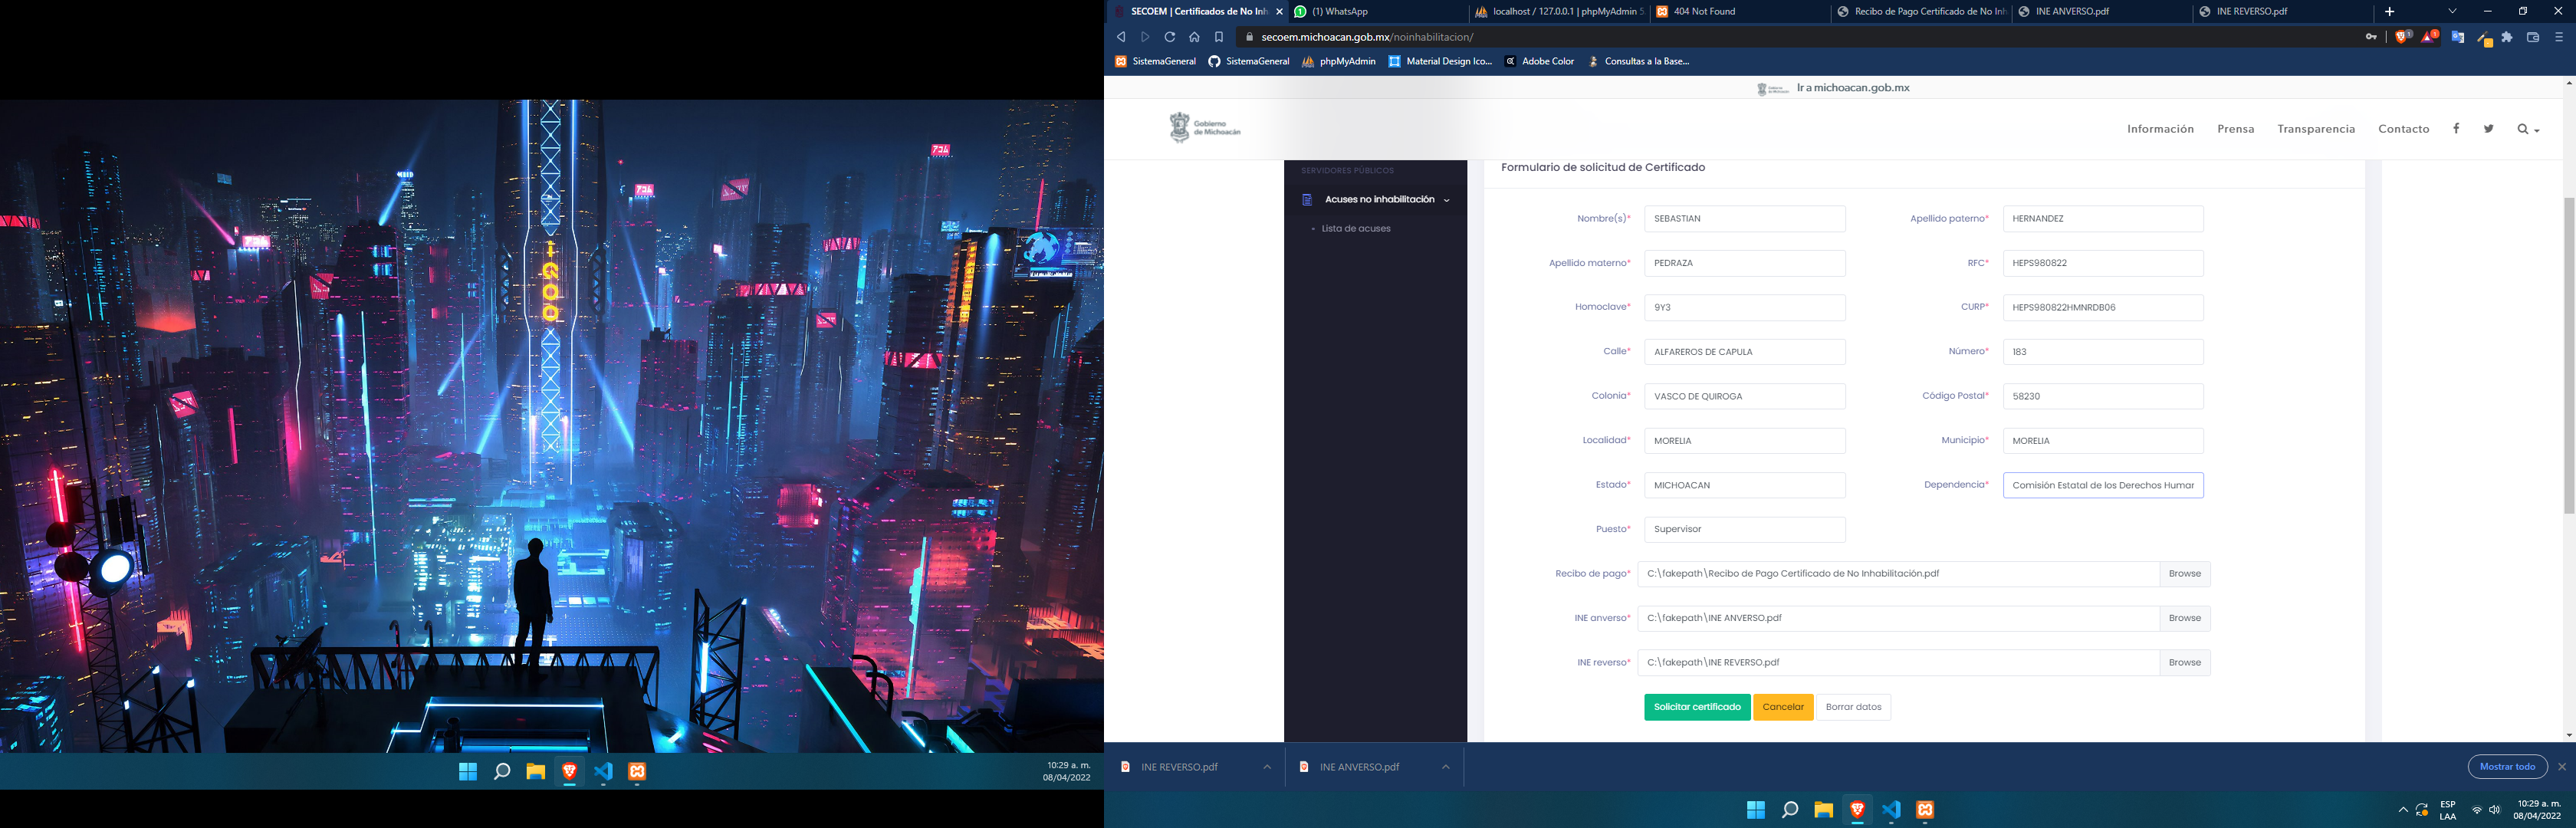 アコム
アコム
10:29 a. m.
08/04/2022
SECOEM | Certificados de No Inh
(1) WhatsApp
localhost / 127.0.0.1 | phpMyAdmin 5.
404 Not Found
Recibo de Pago Certificado de No Inh
INE ANVERSO.pdf
INE REVERSO.pdf
secoem.michoacan.gob.mx/noinhabilitacion/
SistemaGeneral
SistemaGeneral
phpMyAdmin
Material Design Ico...
Adobe Color
Consultas a la Base...
Ir a michoacan.gob.mx
Gobierno
de Michoacán
Información
Prensa
Transparencia
Contacto
SERVIDORES PÚBLICOS
Acuses no inhabilitación
Lista de acuses
Formulario de solicitud de Certificado
Nombre(s)* SEBASTIAN
Apellido paterno* HERNANDEZ
Apellido materno* PEDRAZA
RFC* HEPS980822
Homoclave* 9Y3
CURP* HEPS980822HMNRDB06
Calle* ALFAREROS DE CAPULA
Número* 183
Colonia* VASCO DE QUIROGA
Código Postal* 58230
Localidad* MORELIA
Municipio* MORELIA
Estado* MICHOACAN
Dependencia* Comisión Estatal de los Derechos Humar
Puesto* Supervisor
Recibo de pago* C:\fakepath\Recibo de Pago Certificado de No Inhabilitación.pdf Browse
INE anverso* C:\fakepath\INE ANVERSO.pdf Browse
INE reverso* C:\fakepath\INE REVERSO.pdf Browse
Solicitar certificado
Cancelar
Borrar datos
INE REVERSO.pdf
INE ANVERSO.pdf
Mostrar todo
ESP
LAA
10:29 a. m.
08/04/2022